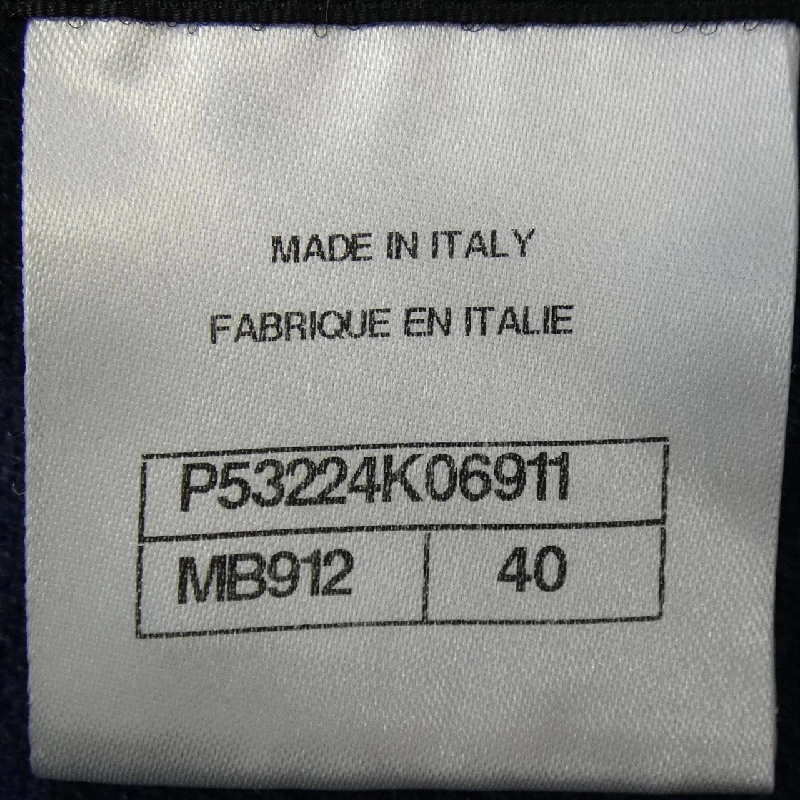 MADE IN ITALY
FABRIQUE EN ITALIE
P53224K06911
MB912 40